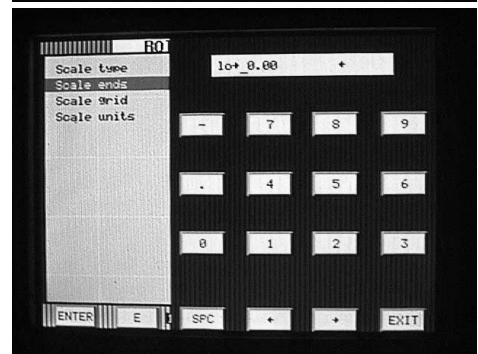 RO
lo→_0.00 ←
Scale type
Scale ends
Scale grid
Scale units
- 7 8 9
. 4 5 6
0 1 2 3
ENTER E SPC ← → EXIT